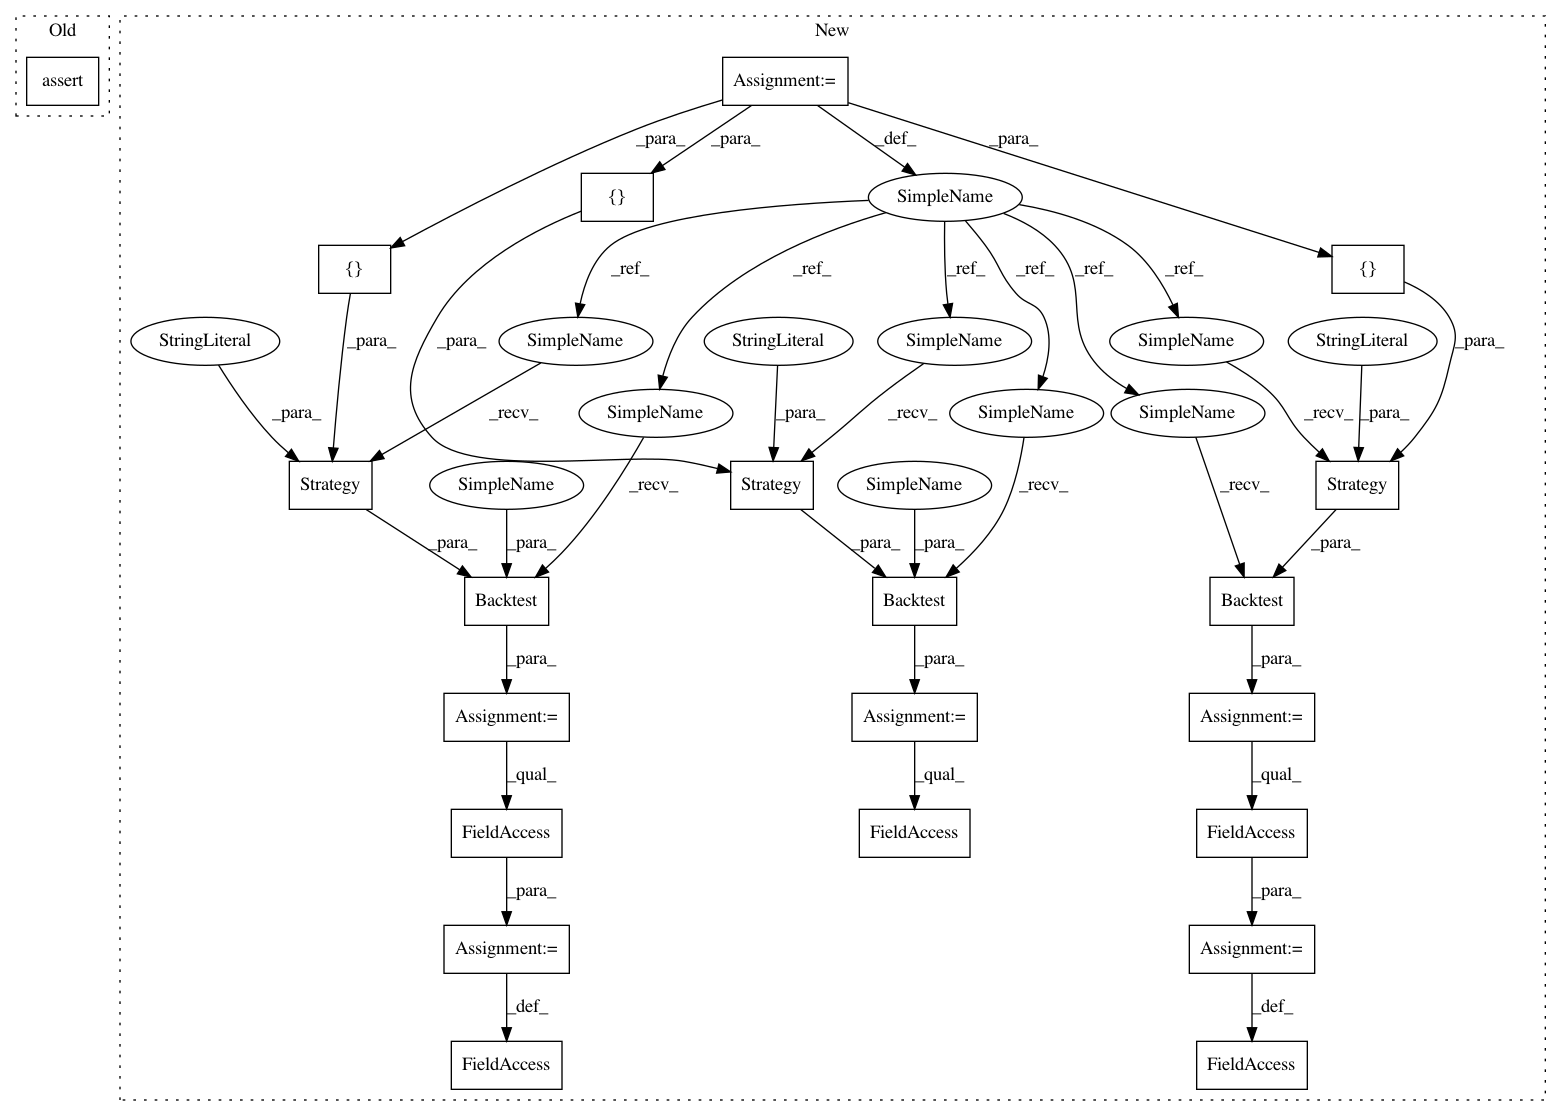 Old
New
assert
Assignment:=
_para_
_para_
_def_
_para_
{}
SimpleName
{}
{}
_ref_
_ref_
_ref_
_ref_
_ref_
_ref_
StringLiteral
_para_
SimpleName
_para_
StringLiteral
SimpleName
SimpleName
StringLiteral
_para_
_para_
_recv_
SimpleName
_para_
_recv_
SimpleName
SimpleName
_recv_
_para_
Strategy
SimpleName
_recv_
Strategy
SimpleName
_recv_
_recv_
Strategy
_para_
_para_
_para_
_para_
_para_
Backtest
Backtest
Backtest
_para_
_para_
_para_
Assignment:=
Assignment:=
Assignment:=
_qual_
_qual_
_qual_
FieldAccess
FieldAccess
FieldAccess
_para_
_para_
Assignment:=
Assignment:=
_def_
_def_
FieldAccess
FieldAccess